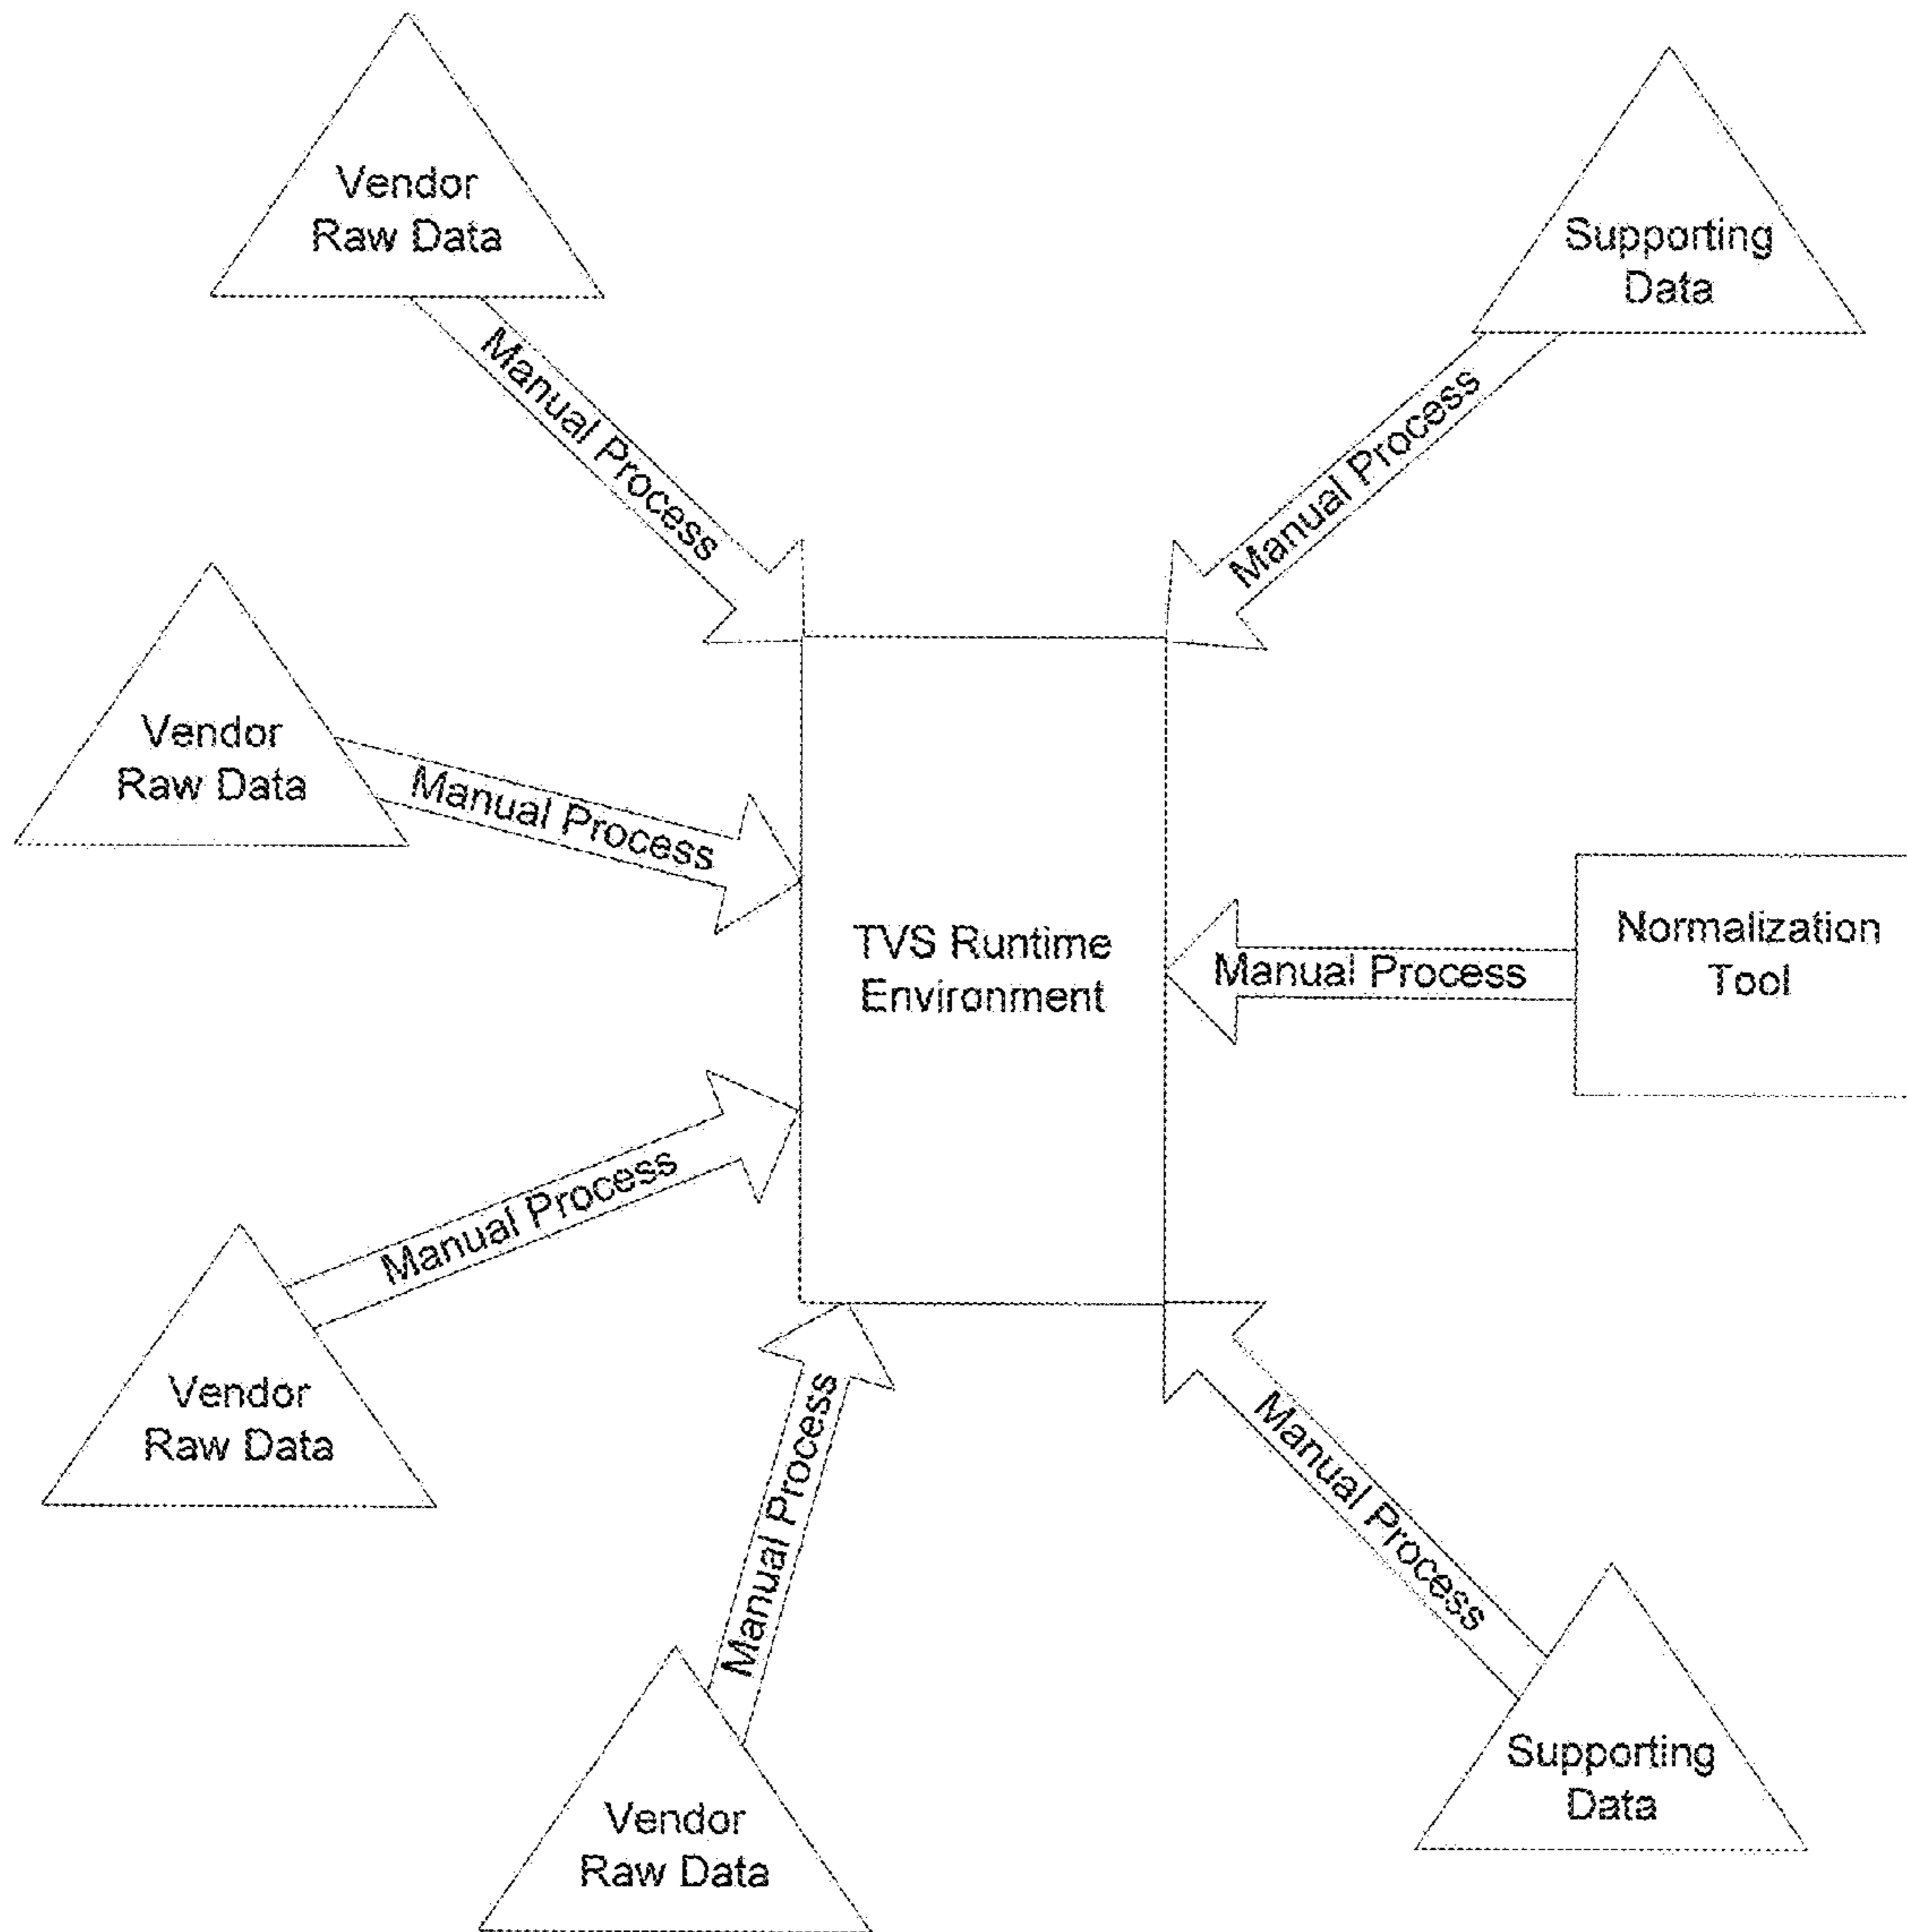 Vendor
Raw Data
Supporting
Data
Manual Process
Manual Process
Vendor
Raw Data
Manual Process
TVS Runtime
Environment
Manual Process
Normalization
Tool
Manual Process
Vendor
Raw Data
Manual Process
Manual Process
Vendor
Raw Data
Supporting
Data